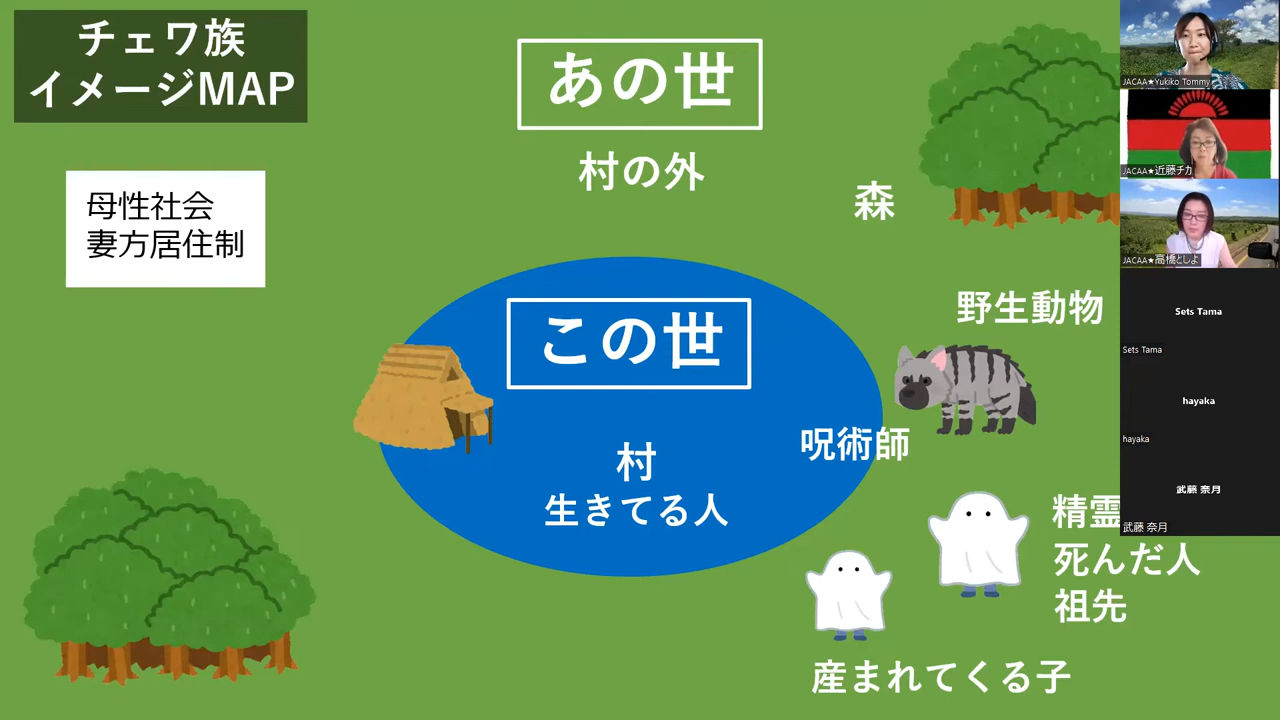 チェワ族
イメージMAP
母性社会
妻方居住制
あの世
村の外
森
野生動物
この世
呪術師
村
生きてる人
精霊
死んだ人
祖先
産まれてくる子
JACAA★Yukiko Tommy
JACAA★近藤チカ
JACAA★高橋としよ
Sets Tama
Sets Tama
hayaka
hayaka
武藤 奈月
武藤 奈月